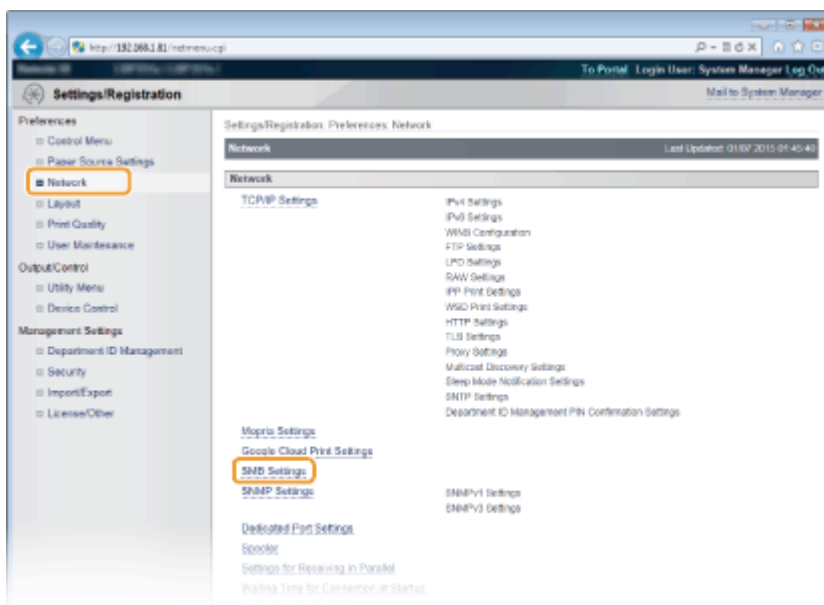 http://192.168.1.81/netmenu.cgi
To Portal Login User: System Manager Log Out
Settings/Registration
Mail to System Manager
Preferences
Control Menu
Paper Source Settings
Network
Layout
Print Quality
User Maintenance
Output/Control
Utility Menu
Device Control
Management Settings
Department ID Management
Security
Import/Export
License/Other
Settings/Registration: Preferences: Network
Network
Last Updated: 01/07 2015 01:45:40
Network
TCP/IP Settings
IPv4 Settings
IPv6 Settings
WINS Configuration
FTP Settings
LPD Settings
RAW Settings
IPP Print Settings
WSD Print Settings
HTTP Settings
TLS Settings
Proxy Settings
Multicast Discovery Settings
Sleep Mode Notification Settings
SNTP Settings
Department ID Management PIN Confirmation Settings
Mopria Settings
Google Cloud Print Settings
SMB Settings
SNMP Settings
SNMPv1 Settings
SNMPv3 Settings
Dedicated Port Settings
Spooler
Settings for Receiving in Parallel
Waiting Time for Connection at Startup